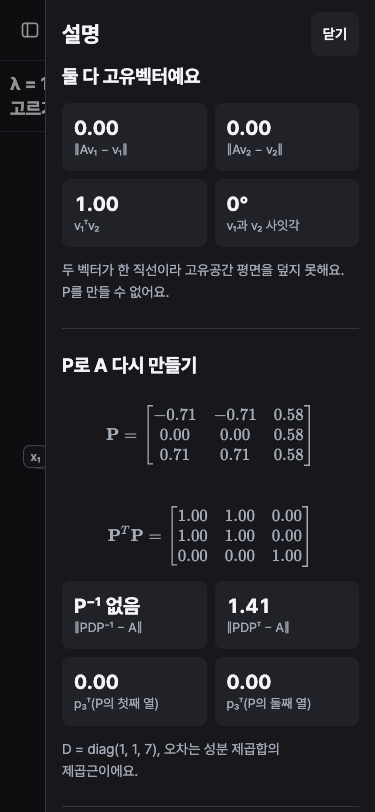 설명
닫기
λ = 1
고르기
둘 다 고유벡터예요
0.00
‖Av₁ − v₁‖
0.00
‖Av₂ − v₂‖
1.00
v₁ᵀv₂
0°
v₁과 v₂ 사잇각
두 벡터가 한 직선이라 고유공간 평면을 덮지 못해요.
P를 만들 수 없어요.
P로 A 다시 만들기
P =
−0.71 −0.71 0.58
0.00 0.00 0.58
0.71 0.71 0.58
x₁
PᵀP =
1.00 1.00 0.00
1.00 1.00 0.00
0.00 0.00 1.00
P⁻¹ 없음
‖PDP⁻¹ − A‖
1.41
‖PDPᵀ − A‖
0.00
p₃ᵀ(P의 첫째 열)
0.00
p₃ᵀ(P의 둘째 열)
D = diag(1, 1, 7), 오차는 성분 제곱합의
제곱근이에요.